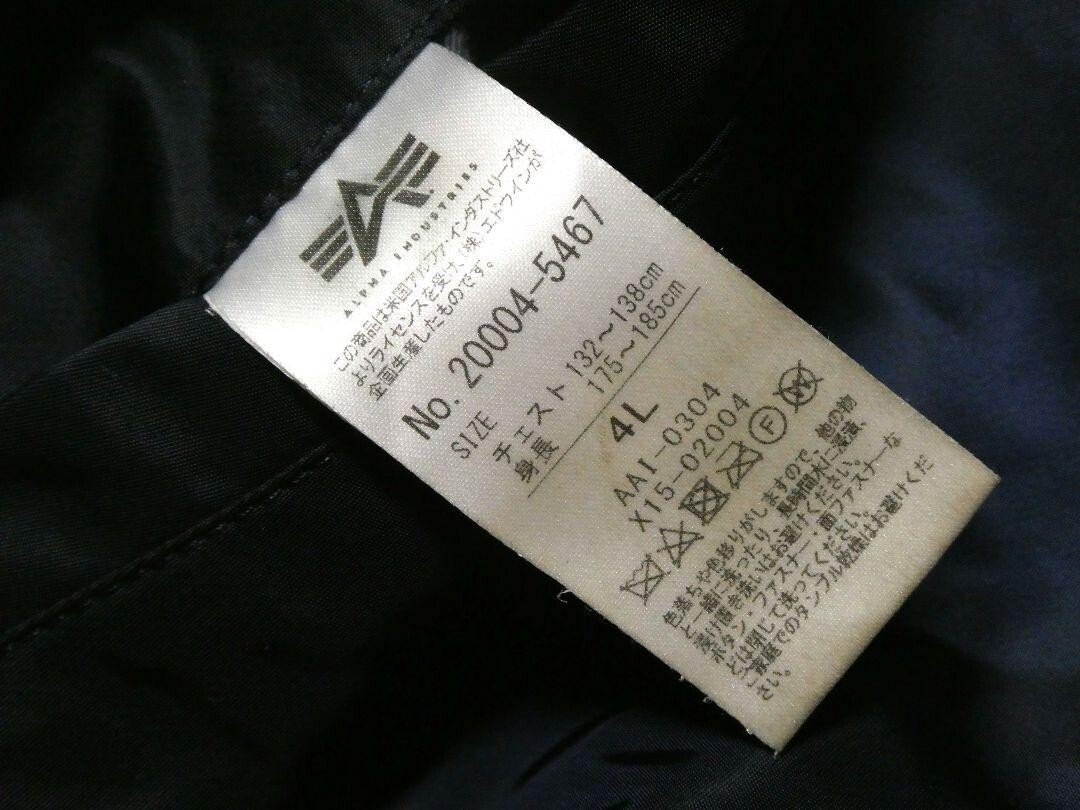 ALPHA INDUSTRIES
この商品は米国アルファ・インダストリーズ社
よりライセンスを受け、(株)エドウインが
企画生産したものです。
No. 20004-5467
SIZE
チェスト 132～138cm
身長 175～185cm
4L
AAI-0304
X15-02004
F
W
色落ちや色移りがしますので、他の物
と一緒に洗ったり、長時間水に浸漬、
漬け置き洗いはお避けください。
ボタン・ファスナー・面ファスナーな
どは閉じて洗ってください。
ご家庭でのタンブル乾燥はお避けくだ
さい。